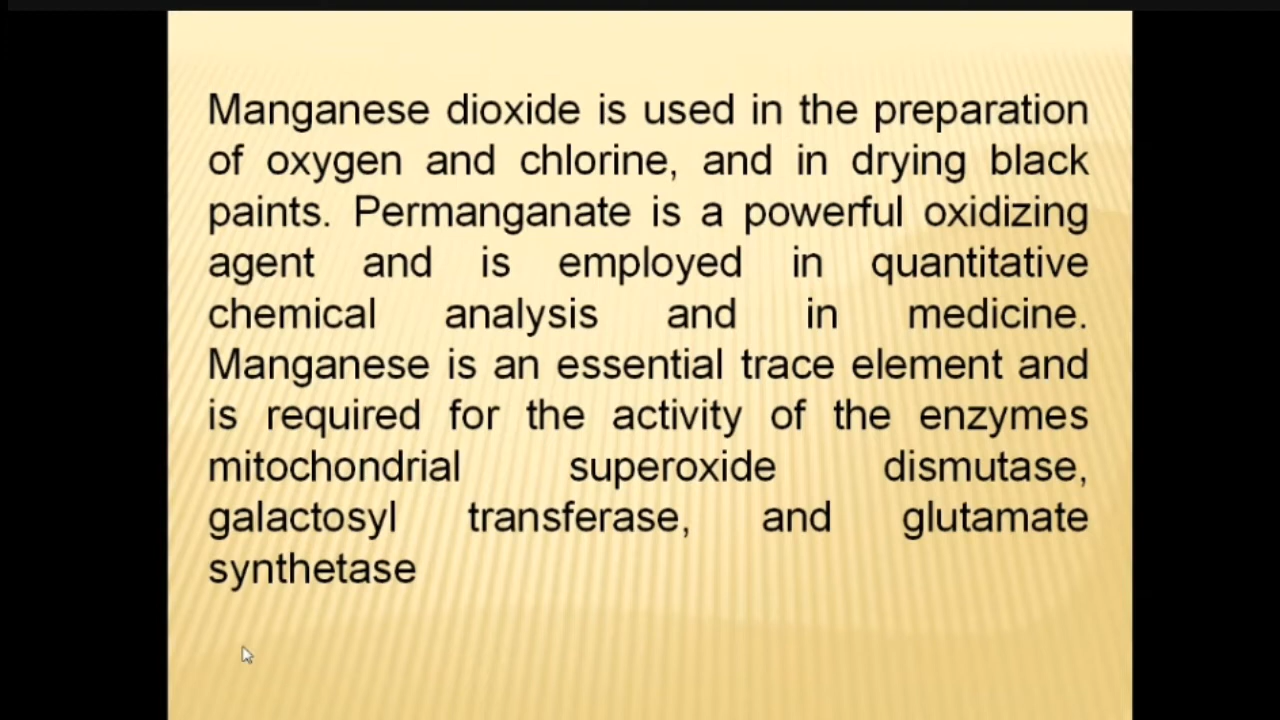 Manganese dioxide is used in the preparation
of oxygen and chlorine, and in drying black
paints. Permanganate is a powerful oxidizing
agent and is employed in quantitative
chemical analysis and in medicine.
Manganese is an essential trace element and
is required for the activity of the enzymes
mitochondrial superoxide dismutase,
galactosyl transferase, and glutamate
synthetase